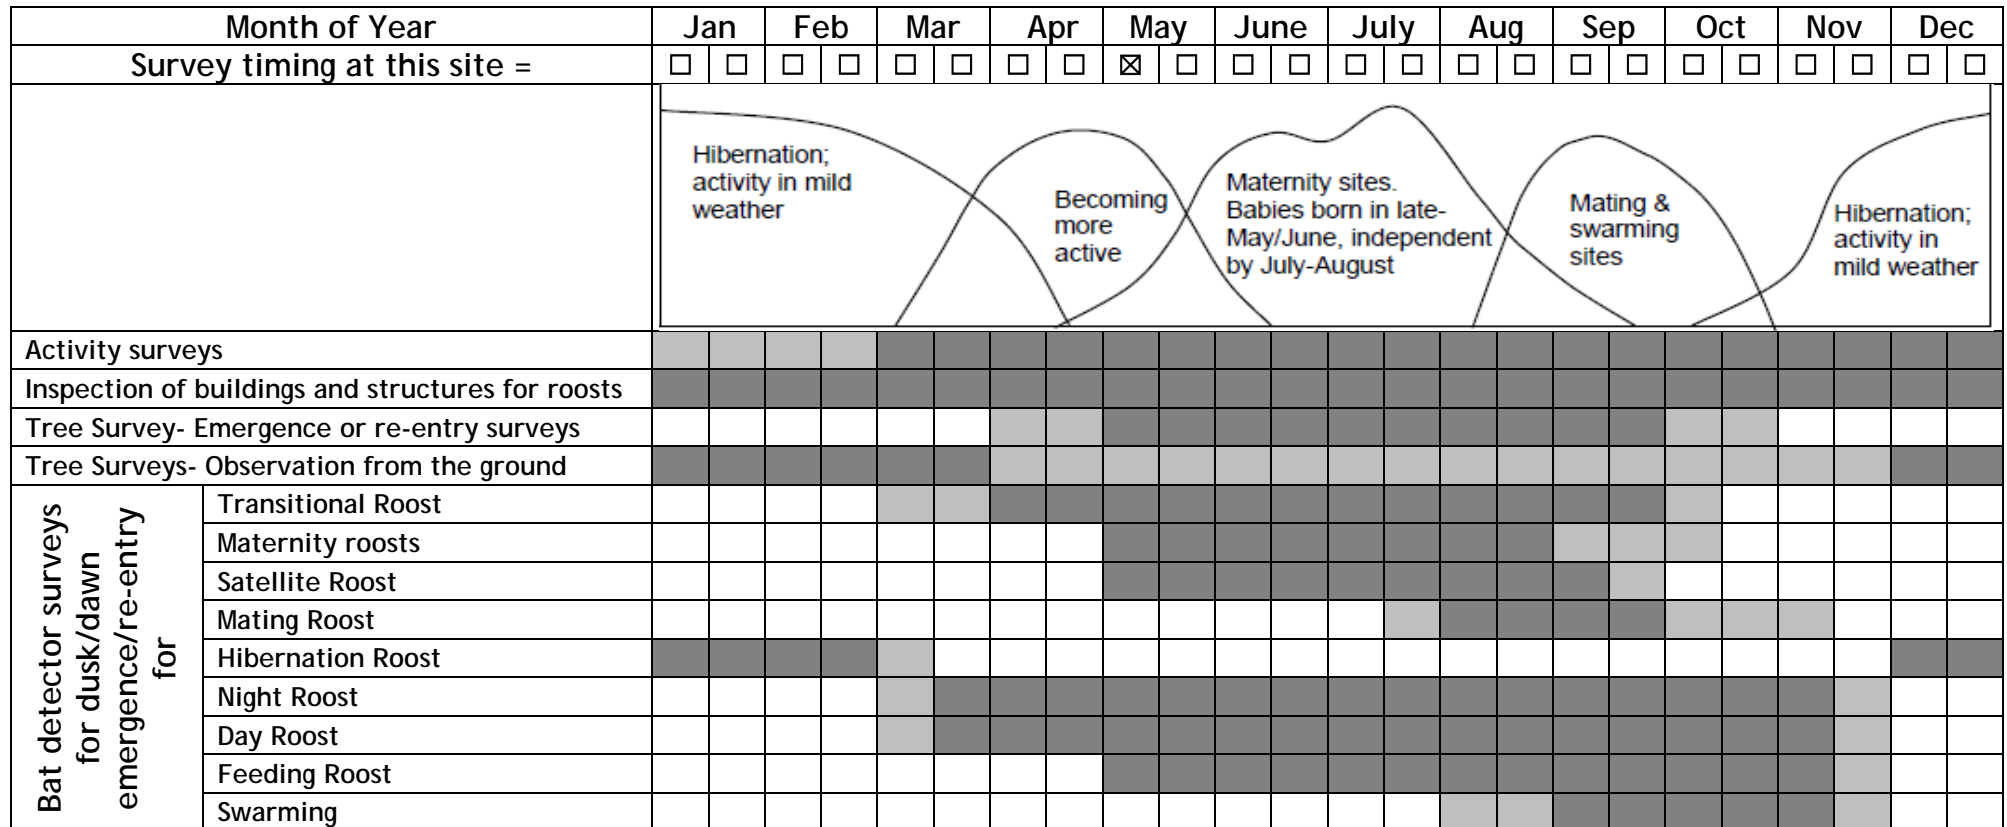 Month of Year Jan Feb Mar Apr May June July Aug Sep Oct Nov Dec
Survey timing at this site = ☐ ☐ ☐ ☐ ☐ ☐ ☐ ☐ ☒ ☐ ☐ ☐ ☐ ☐ ☐ ☐ ☐ ☐ ☐ ☐ ☐ ☐ ☐ ☐
Hibernation;
activity in mild
weather
Becoming
more
active
Maternity sites.
Babies born in late-
May/June, independent
by July-August
Mating &
swarming
sites
Hibernation;
activity in
mild weather
Activity surveys
Inspection of buildings and structures for roosts
Tree Survey- Emergence or re-entry surveys
Tree Surveys- Observation from the ground
Bat detector surveys
for dusk/dawn
emergence/re-entry
for
Transitional Roost
Maternity roosts
Satellite Roost
Mating Roost
Hibernation Roost
Night Roost
Day Roost
Feeding Roost
Swarming